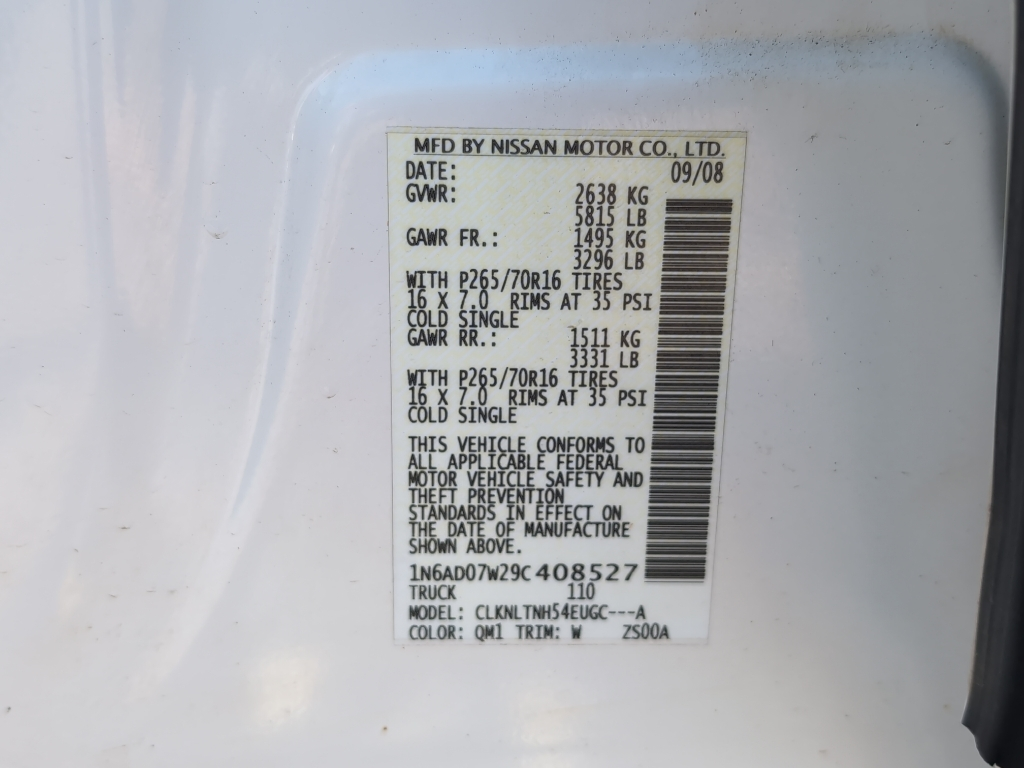 MFD BY NISSAN MOTOR CO., LTD.
DATE: 09/08
GVWR: 2638 KG
5815 LB
GAWR FR.: 1495 KG
3296 LB
WITH P265/70R16 TIRES
16 X 7.0 RIMS AT 35 PSI
COLD SINGLE
GAWR RR.: 1511 KG
3331 LB
WITH P265/70R16 TIRES
16 X 7.0 RIMS AT 35 PSI
COLD SINGLE
THIS VEHICLE CONFORMS TO
ALL APPLICABLE FEDERAL
MOTOR VEHICLE SAFETY AND
THEFT PREVENTION
STANDARDS IN EFFECT ON
THE DATE OF MANUFACTURE
SHOWN ABOVE.
1N6AD07W29C408527
TRUCK 110
MODEL: CLKNLTNH54EUGC---A
COLOR: QM1 TRIM: W ZS00A